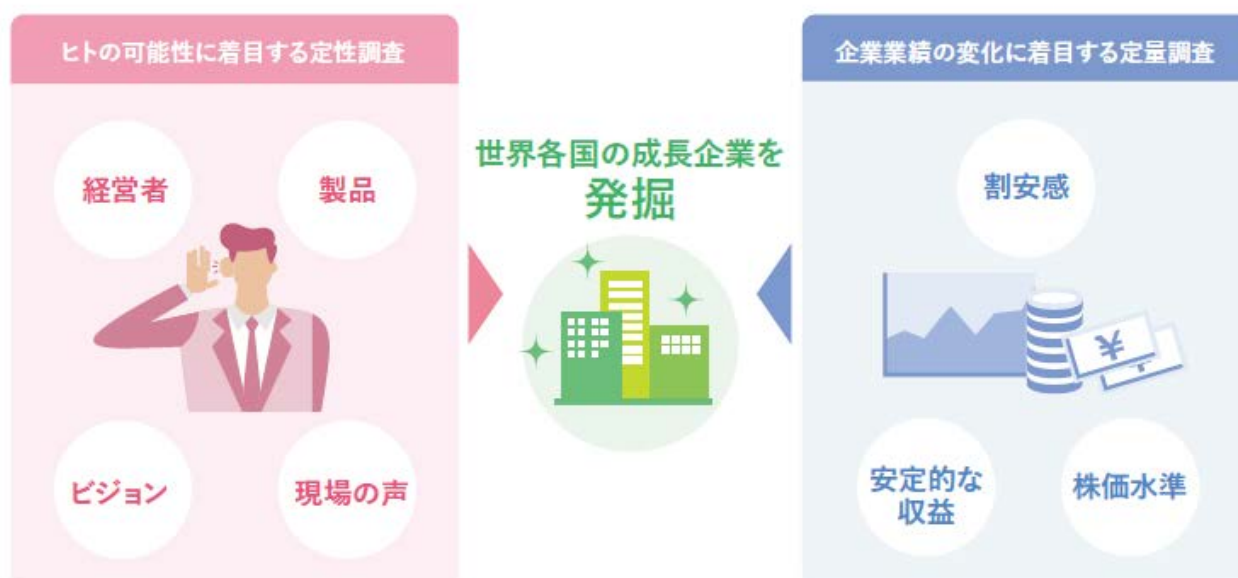 ヒトの可能性に着目する定性調査
経営者
製品
ビジョン
現場の声
世界各国の成長企業を
発掘
企業業績の変化に着目する定量調査
割安感
¥
安定的な
収益
株価水準